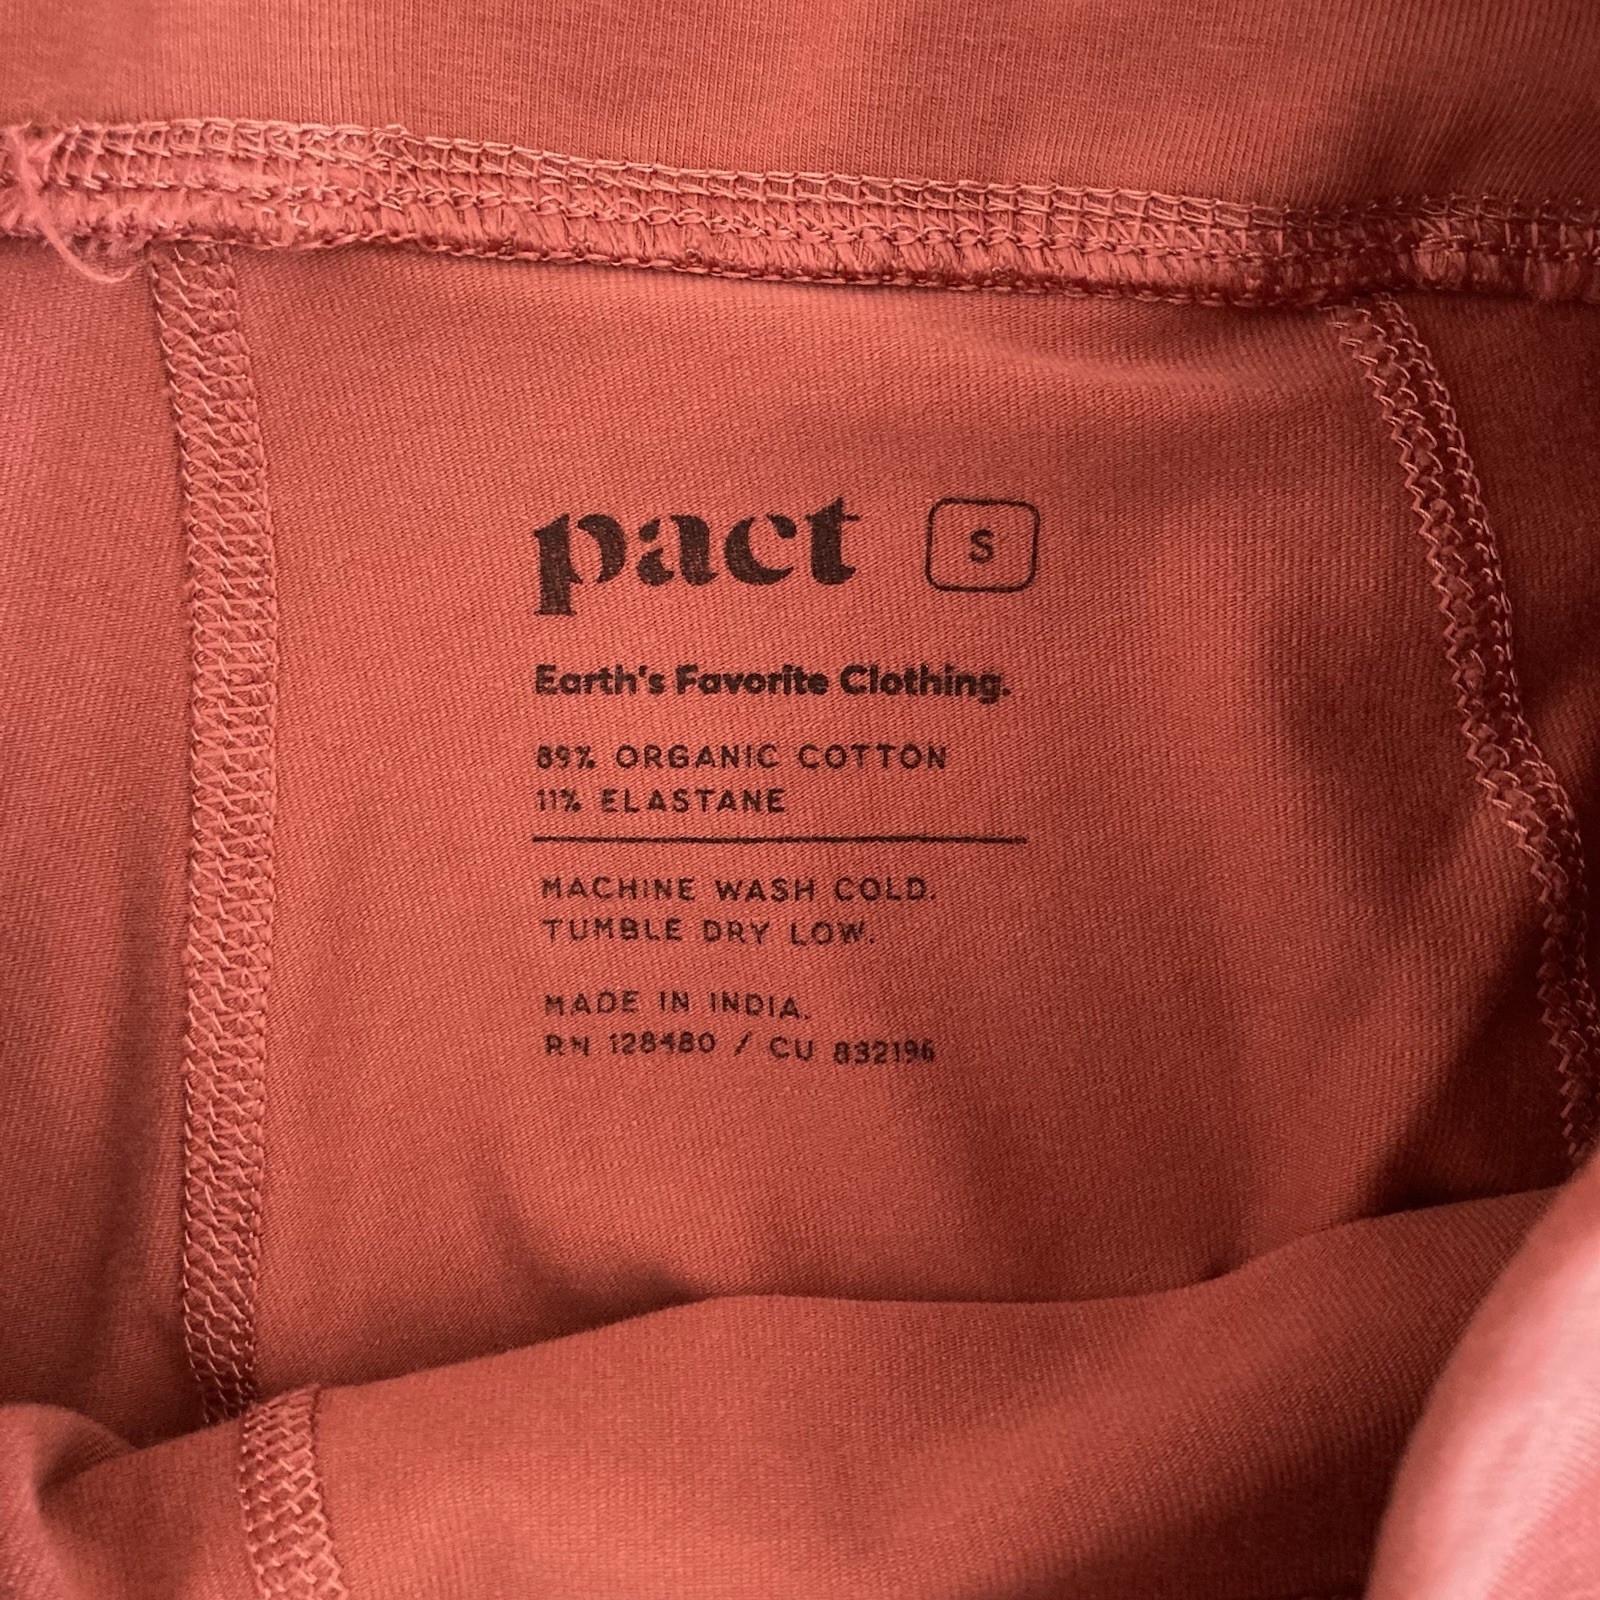 pact S
Earth's Favorite Clothing.
89% ORGANIC COTTON
11% ELASTANE
MACHINE WASH COLD.
TUMBLE DRY LOW.
MADE IN INDIA.
RN 128480 / CU 832196